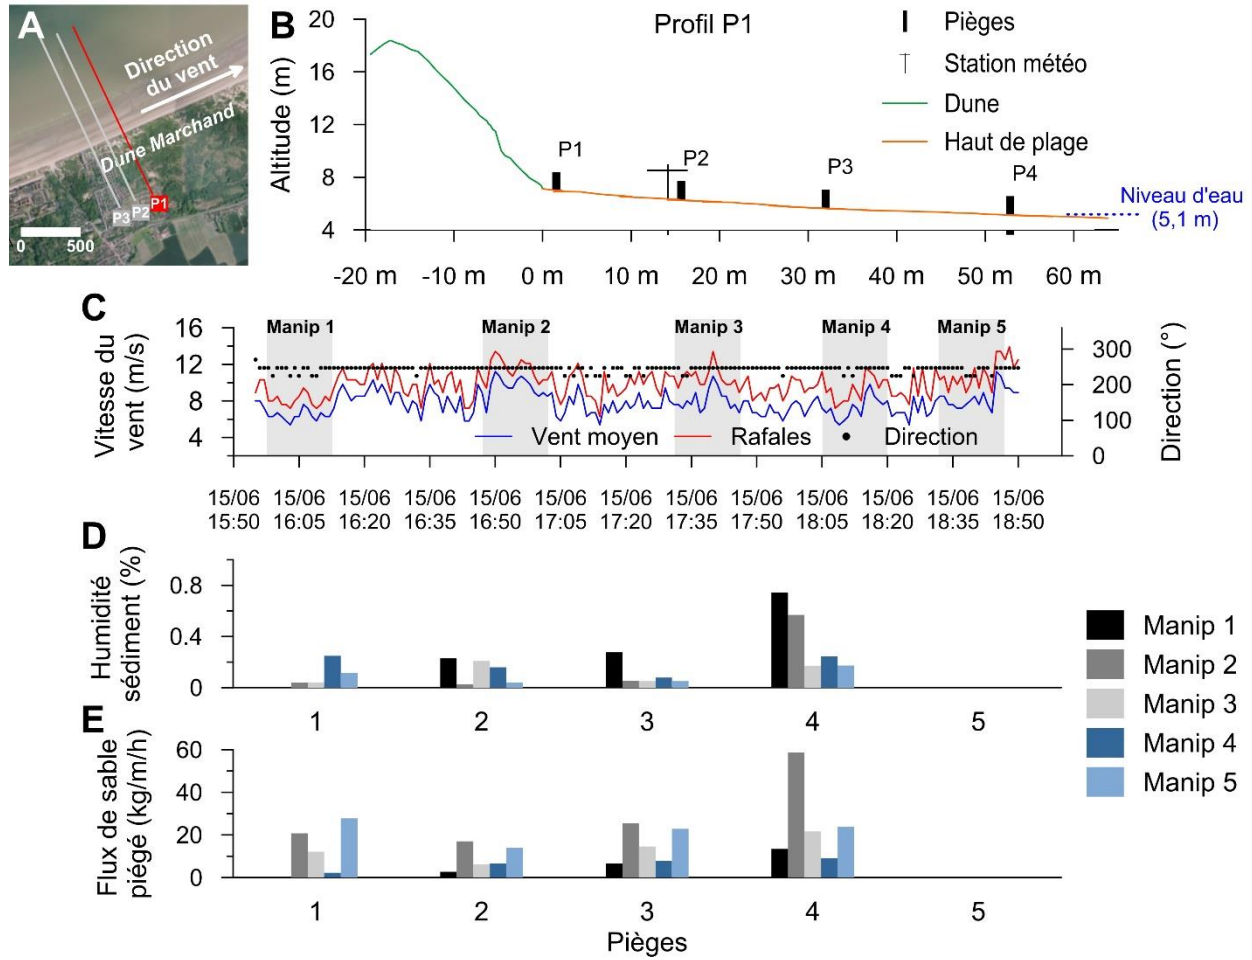 A
Direction
du vent
Dune Marchand
P3 P2 P1
0 500
B
Profil P1
Altitude (m)
20
16
12
8
4
-20 m -10 m 0 m 10 m 20 m 30 m 40 m 50 m 60 m
P1
P2
P3
P4
Pièges
Station météo
Dune
Haut de plage
Niveau d'eau
(5,1 m)
C
Vitesse du
vent (m/s)
16
12
8
4
Manip 1 Manip 2 Manip 3 Manip 4 Manip 5
Vent moyen Rafales Direction
300
200
100
0
Direction (°)
15/06 15/06 15/06 15/06 15/06 15/06 15/06 15/06 15/06 15/06 15/06 15/06 15/06
15:50 16:05 16:20 16:35 16:50 17:05 17:20 17:35 17:50 18:05 18:20 18:35 18:50
D
Humidité
sédiment (%)
0.8
0.4
0
1 2 3 4 5
E
Flux de sable
piégé (kg/m/h)
60
40
20
0
1 2 3 4 5
Pièges
Manip 1
Manip 2
Manip 3
Manip 4
Manip 5